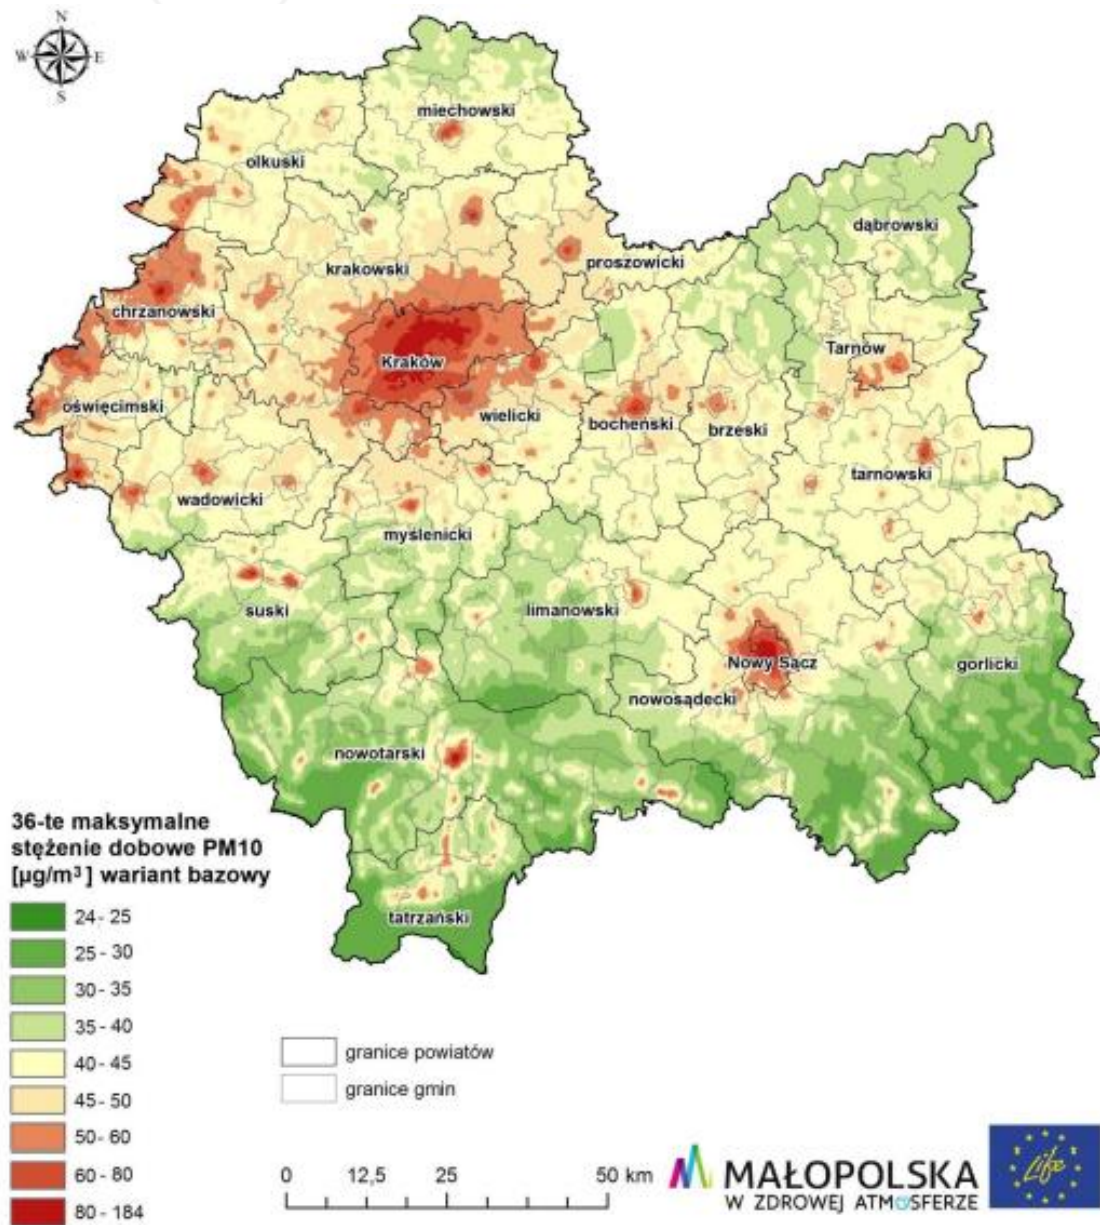 N
W E
S
miechowski
olkuski
dąbrowski
krakowski
proszowicki
chrzanowski
Tarnów
Kraków
oświęcimski
wielicki
bocheński
brzeski
tarnowski
wadowicki
myślenicki
suski
limanowski
Nowy Sącz
gorlicki
nowosądecki
nowotarski
tatrzański
36-te maksymalne
stężenie dobowe PM10
[µg/m³] wariant bazowy
24 - 25
25 - 30
30 - 35
35 - 40
40 - 45
45 - 50
50 - 60
60 - 80
80 - 184
granice powiatów
granice gmin
0 12,5 25 50 km
MAŁOPOLSKA
W ZDROWEJ ATMOSFERZE
Life